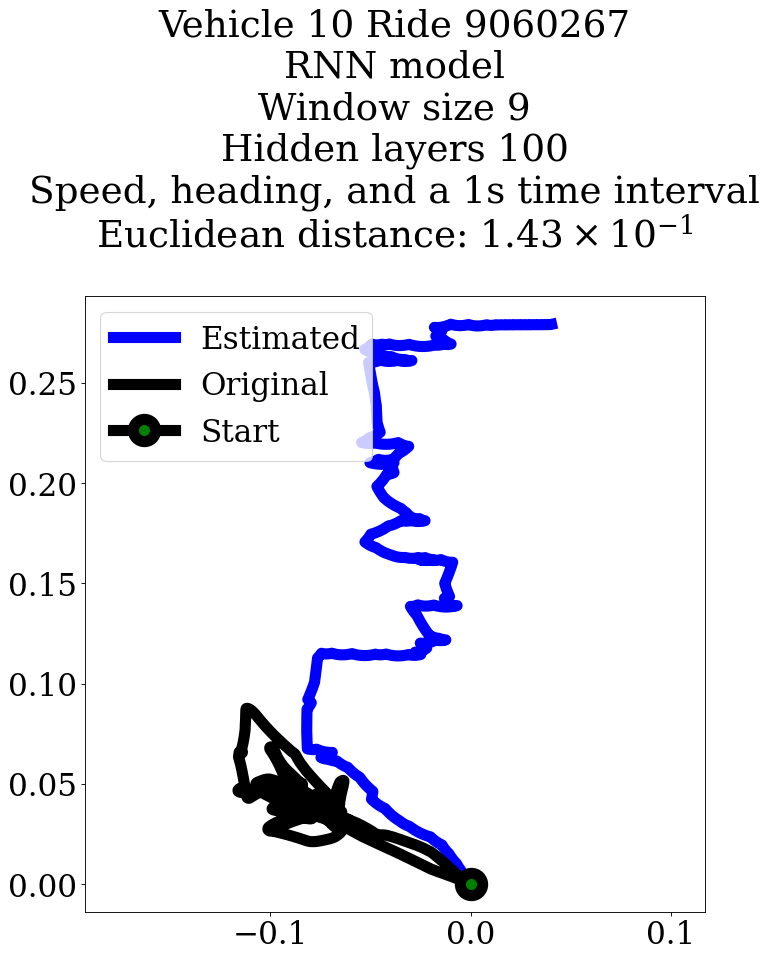 Vehicle 10 Ride 9060267
RNN model
Window size 9
Hidden layers 100
Speed, heading, and a 1s time interval
Euclidean distance: 1.43 × 10⁻¹
Estimated
Original
Start
0.25
0.20
0.15
0.10
0.05
0.00
−0.1
0.0
0.1